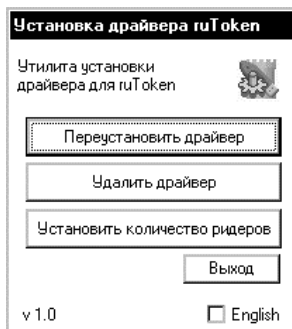 Установка драйвера ruToken
Утилита установки
драйвера для ruToken
Переустановить драйвер
Удалить драйвер
Установить количество ридеров
Выход
v 1.0
English